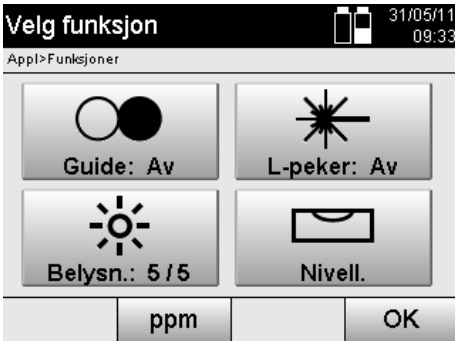 Velg funksjon
31/05/11
09:33
Appl>Funksjoner
Guide: Av
L-peker: Av
Belysn.: 5/5
Nivell.
ppm
OK